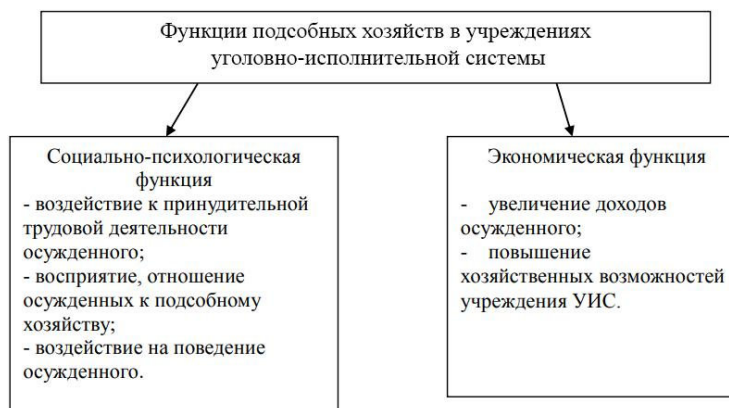 Функции подсобных хозяйств в учреждениях
уголовно-исполнительной системы
Социально-психологическая
функция
- воздействие к принудительной
трудовой деятельности
осужденного;
- восприятие, отношение
осужденных к подсобному
хозяйству;
- воздействие на поведение
осужденного.
Экономическая функция
- увеличение доходов
осужденного;
- повышение
хозяйственных возможностей
учреждения УИС.